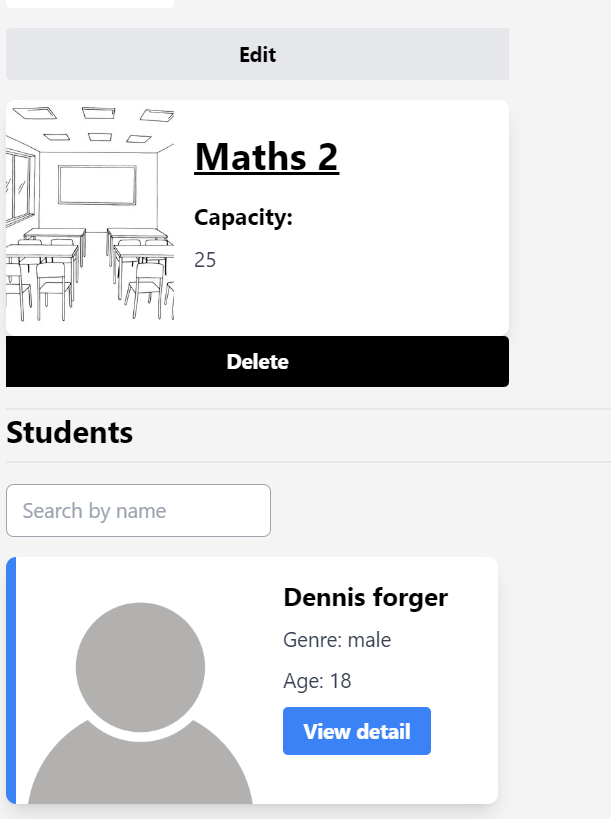 Edit
Maths 2
Capacity:
25
Delete
Students
Search by name
Dennis forger
Genre: male
Age: 18
View detail